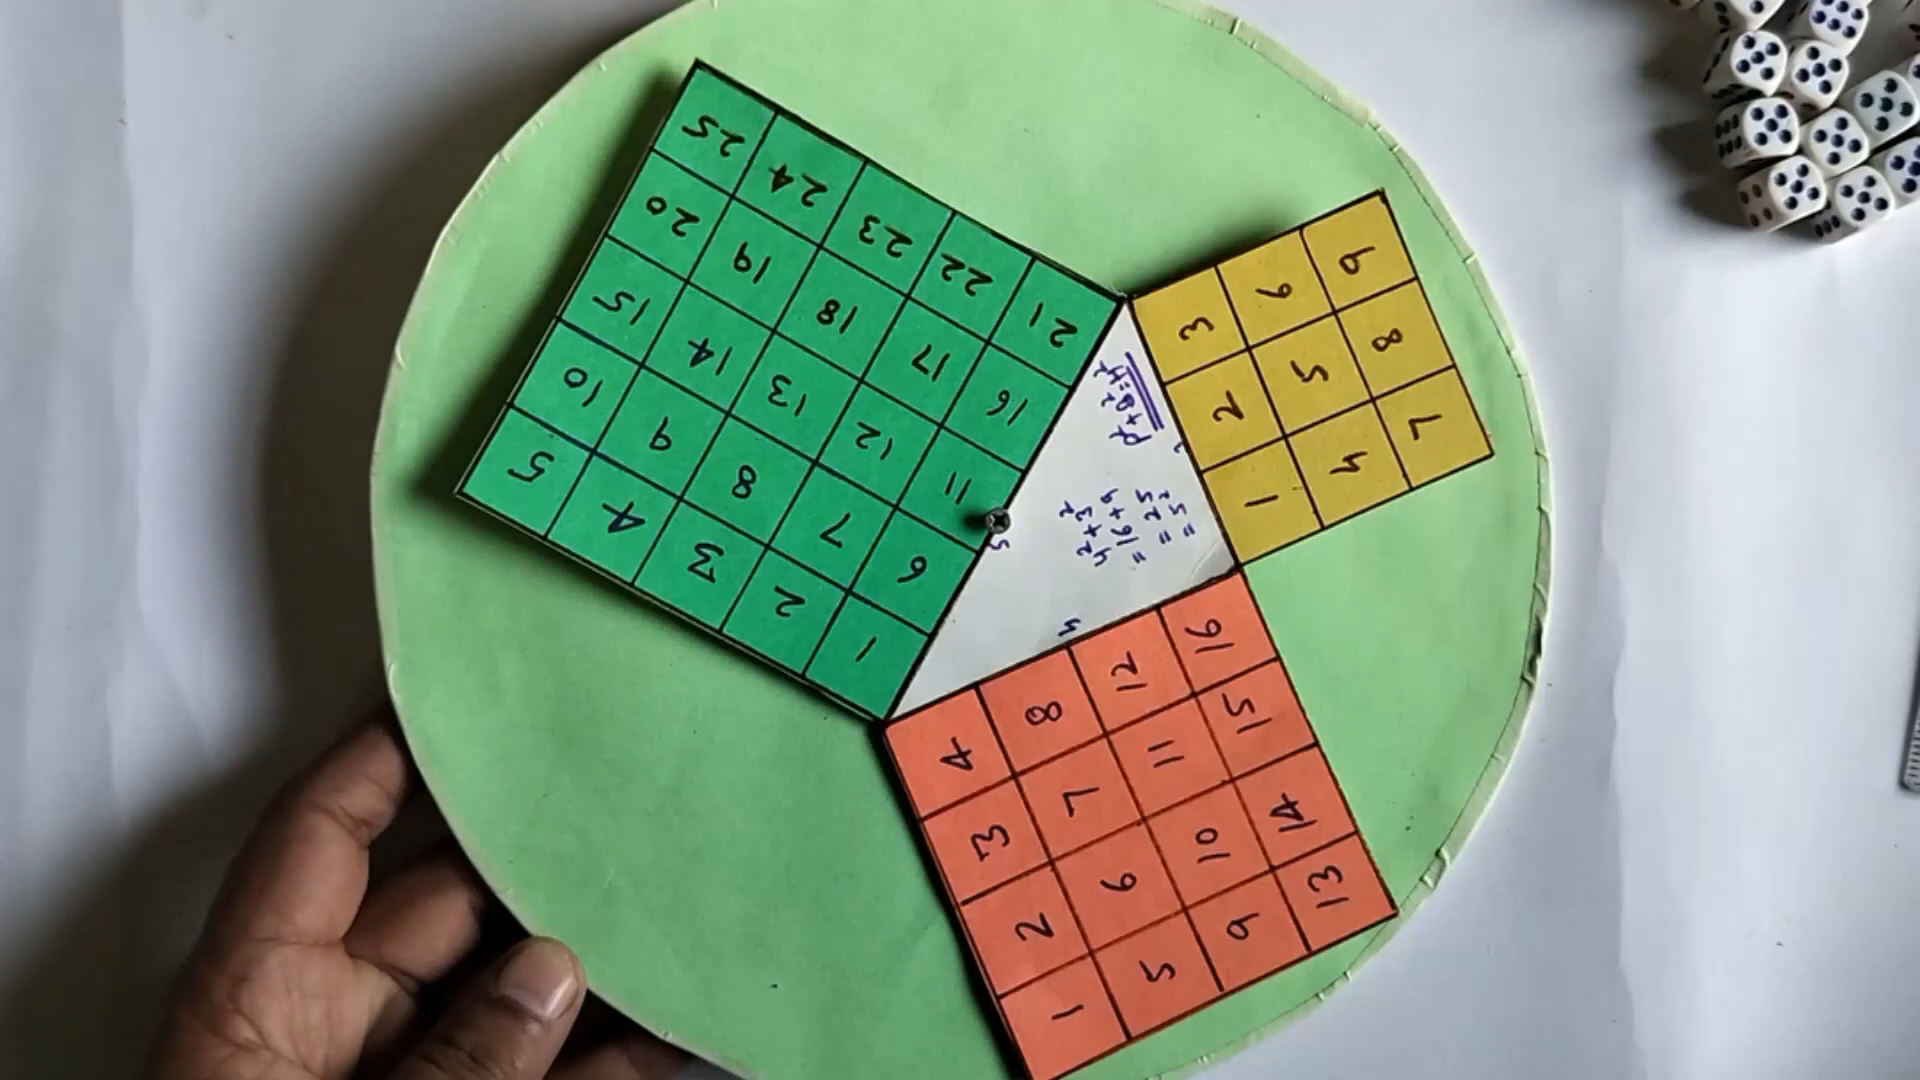 25 24 23 22 21
20 19 18 17 16
15 14 13 12 11
10 9 8 7 6
5 4 3 2 1
P²+B²=H²
4²+3²
=16+9
=25
=5²
5
4
3 6 9
2 5 8
1 4 7
4 8 12 16
3 7 11 15
2 6 10 14
1 5 9 13